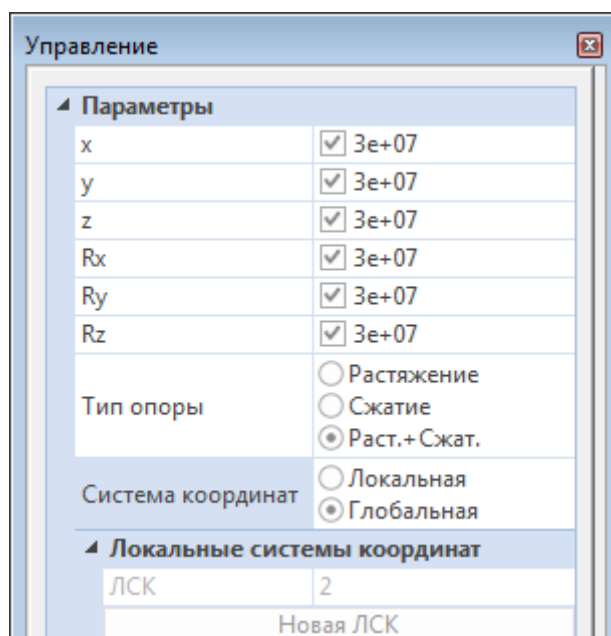 Управление
Параметры
x 3e+07
y 3e+07
z 3e+07
Rx 3e+07
Ry 3e+07
Rz 3e+07
Тип опоры
Растяжение
Сжатие
Раст.+Сжат.
Система координат
Локальная
Глобальная
Локальные системы координат
ЛСК 2
Новая ЛСК